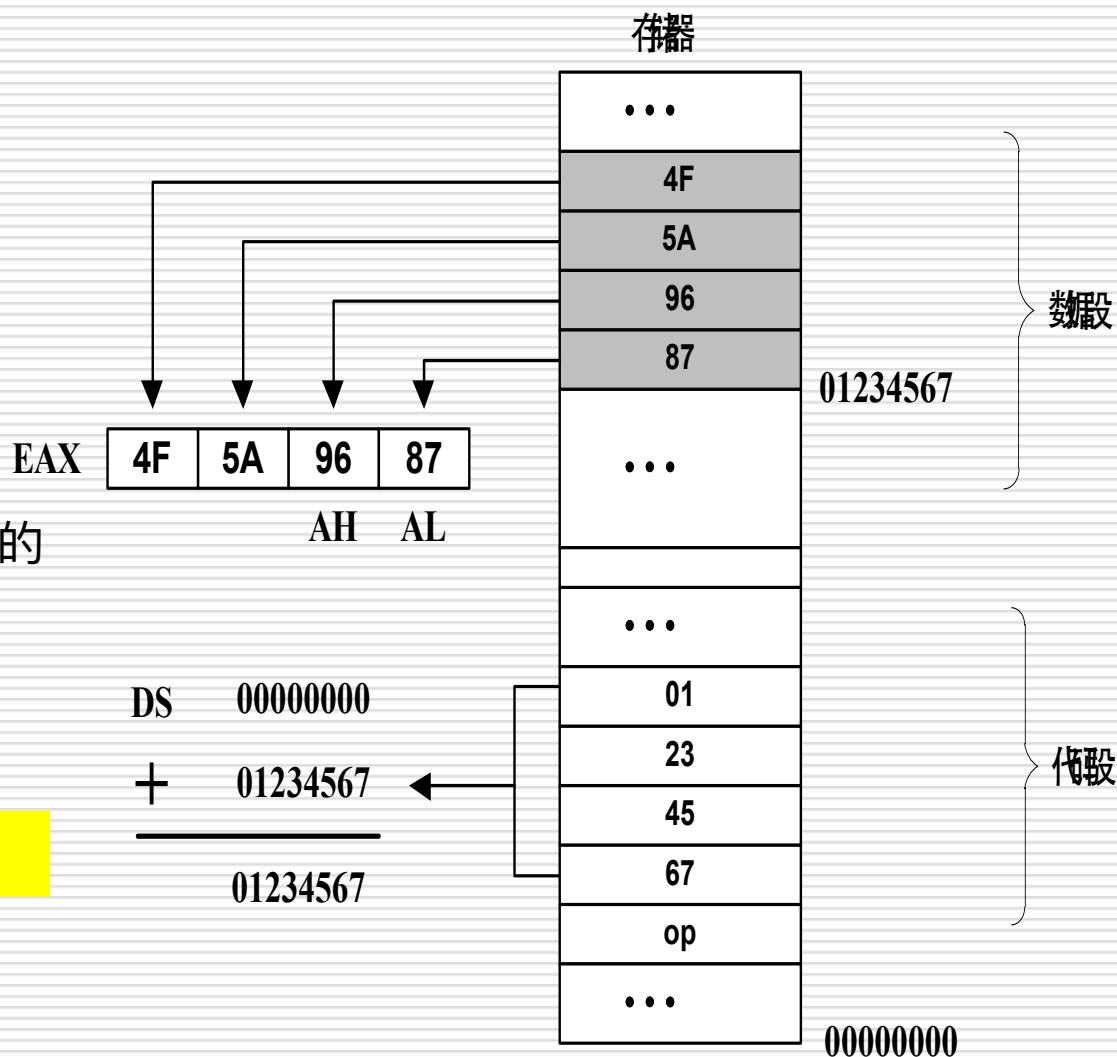 存储器
• • •
4F
5A
96
87
01234567
数据段
EAX 4F 5A 96 87
AH AL
• • •
的
• • •
01
23
45
67
op
• • •
代码段
DS 00000000
+ 01234567
01234567
00000000